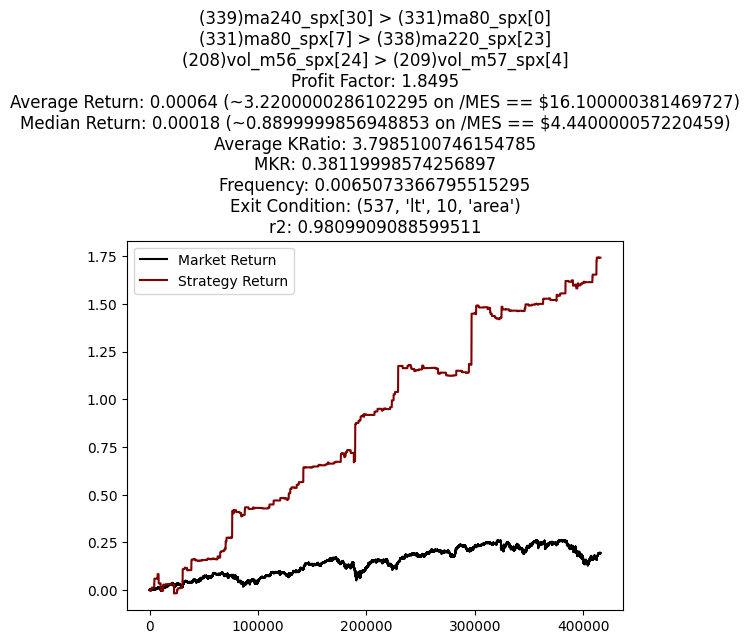 (339)ma240_spx[30] > (331)ma80_spx[0]
(331)ma80_spx[7] > (338)ma220_spx[23]
(208)vol_m56_spx[24] > (209)vol_m57_spx[4]
Profit Factor: 1.8495
Average Return: 0.00064 (~3.2200000286102295 on /MES == $16.100000381469727)
Median Return: 0.00018 (~0.8899999856948853 on /MES == $4.440000057220459)
Average KRatio: 3.7985100746154785
MKR: 0.38119998574256897
Frequency: 0.0065073366795515295
Exit Condition: (537, 'lt', 10, 'area')
r2: 0.9809909088599511
Market Return
Strategy Return
1.75
1.50
1.25
1.00
0.75
0.50
0.25
0.00
0 100000 200000 300000 400000